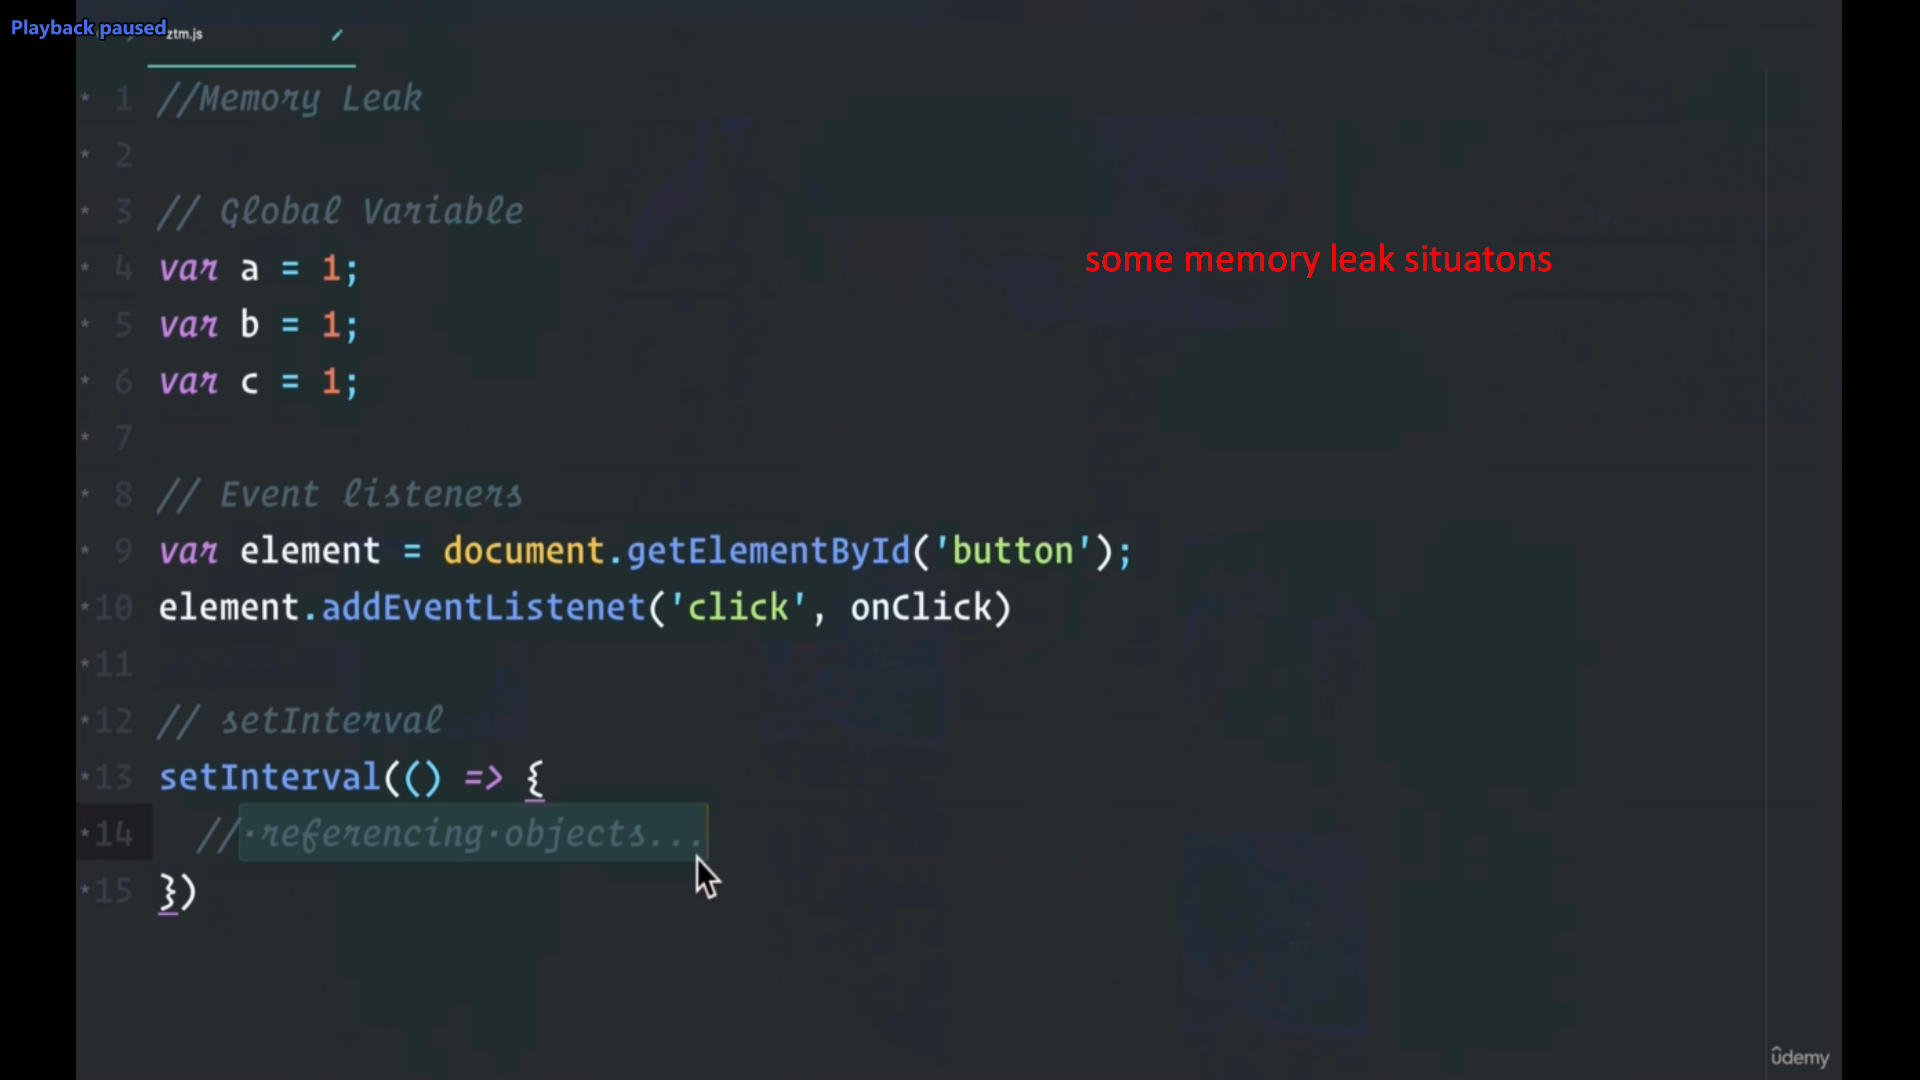 Playback paused
ztm.js
* 1 //Memory Leak
* 2
* 3 // Global Variable
some memory leak situatons
* 4 var a = 1;
* 5 var b = 1;
* 6 var c = 1;
* 7
* 8 // Event listeners
* 9 var element = document.getElementById('button');
*10 element.addEventListenet('click', onClick)
*11
*12 // setInterval
*13 setInterval(() => {
*14 //·referencing·objects...
*15 })
ûdemy